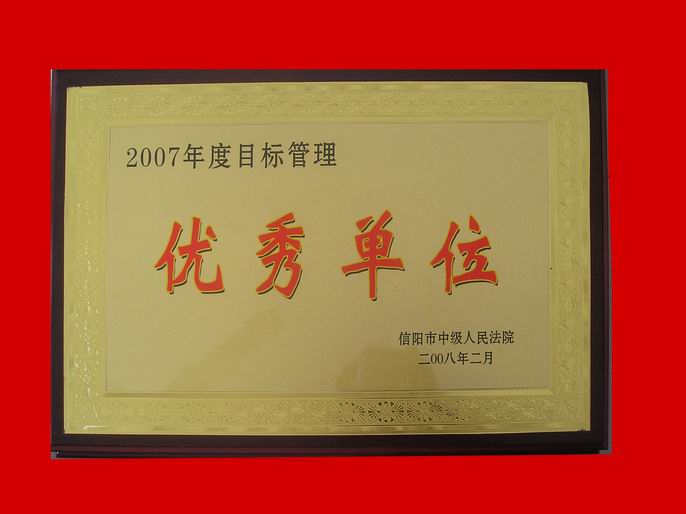 2007年度目标管理
优秀单位
信阳市中级人民法院
二00八年二月